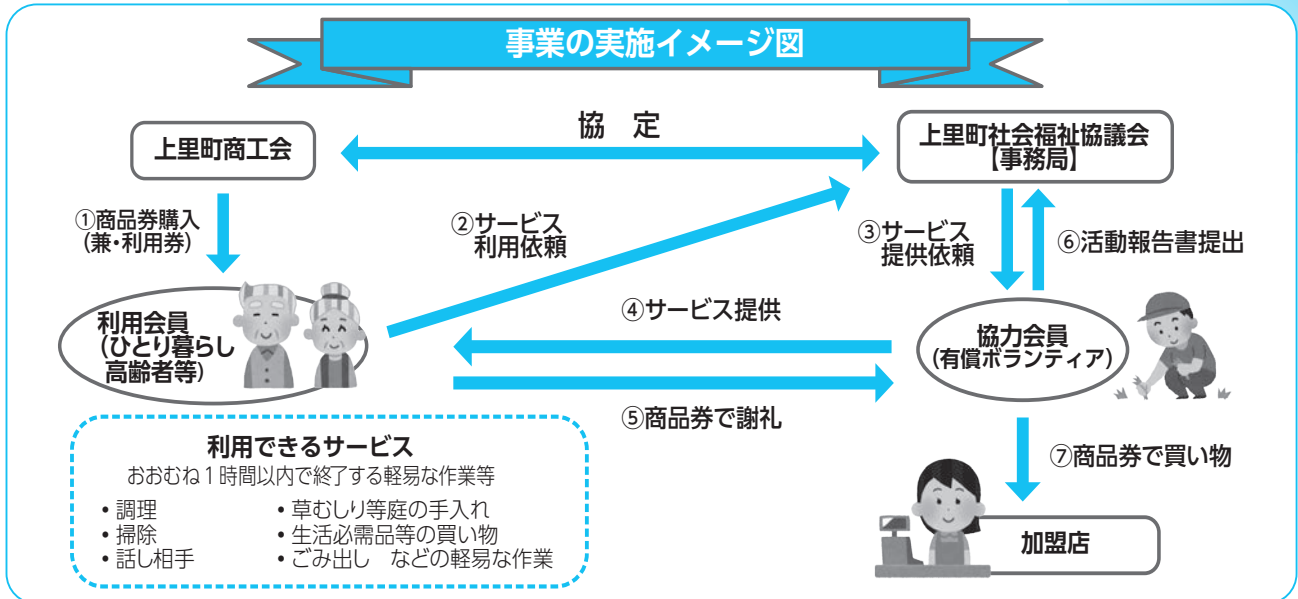 事業の実施イメージ図
協　定
上里町商工会
上里町社会福祉協議会
【事務局】
①商品券購入
(兼・利用券)
②サービス
利用依頼
③サービス
提供依頼
⑥活動報告書提出
利用会員
(ひとり暮らし
高齢者等)
④サービス提供
協力会員
(有償ボランティア)
⑤商品券で謝礼
利用できるサービス
おおむね1時間以内で終了する軽易な作業等
• 調理
• 掃除
• 話し相手
• 草むしり等庭の手入れ
• 生活必需品等の買い物
• ごみ出し　などの軽易な作業
⑦商品券で買い物
加盟店